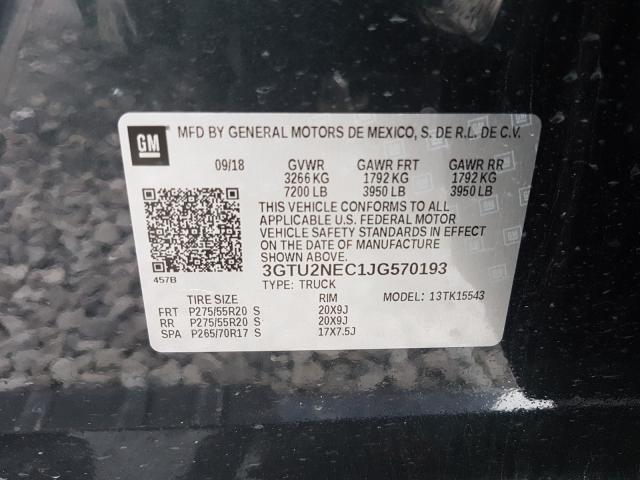 GM
MFD BY GENERAL MOTORS DE MEXICO, S. DE R.L. DE C.V.
09/18 GVWR GAWR FRT GAWR RR
3266 KG 1792 KG 1792 KG
7200 LB 3950 LB 3950 LB
THIS VEHICLE CONFORMS TO ALL
APPLICABLE U.S. FEDERAL MOTOR
VEHICLE SAFETY STANDARDS IN EFFECT
ON THE DATE OF MANUFACTURE
SHOWN ABOVE.
457B
3GTU2NEC1JG570193
TYPE: TRUCK
MODEL: 13TK15543
TIRE SIZE RIM
FRT P275/55R20 S 20X9J
RR P275/55R20 S 20X9J
SPA P265/70R17 S 17X7.5J